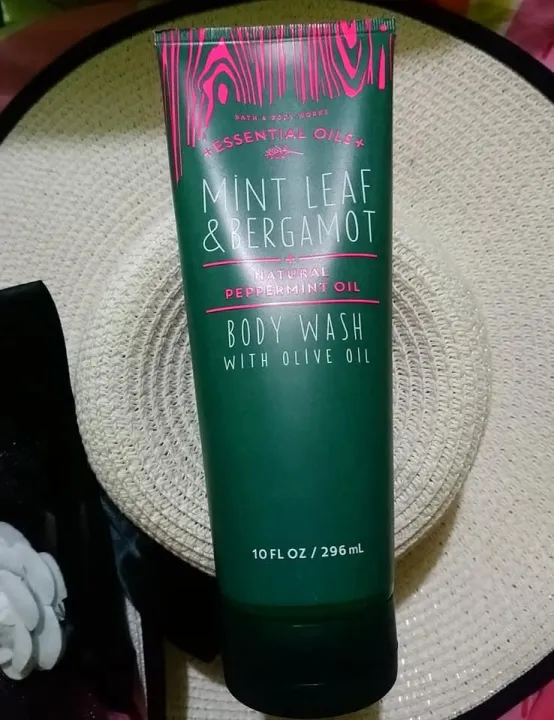 BATH & BODY WORKS
+ESSENTIAL OILS+
MINT LEAF
& BERGAMOT
NATURAL
PEPPERMINT OIL
BODY WASH
WITH OLIVE OIL
10 FL OZ / 296 mL